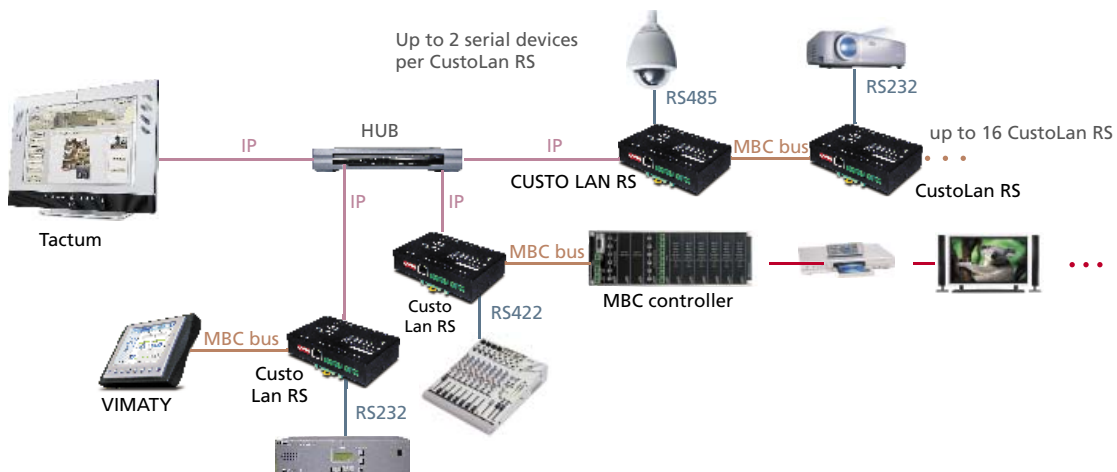 Up to 2 serial devices
per CustoLan RS
RS485
RS232
HUB
up to 16 CustoLan RS
IP
IP
MBC bus
CUSTO LAN RS
CustoLan RS
IP
IP
Tactum
MBC bus
MBC controller
Custo
Lan RS
RS422
MBC bus
Custo
Lan RS
VIMATY
RS232